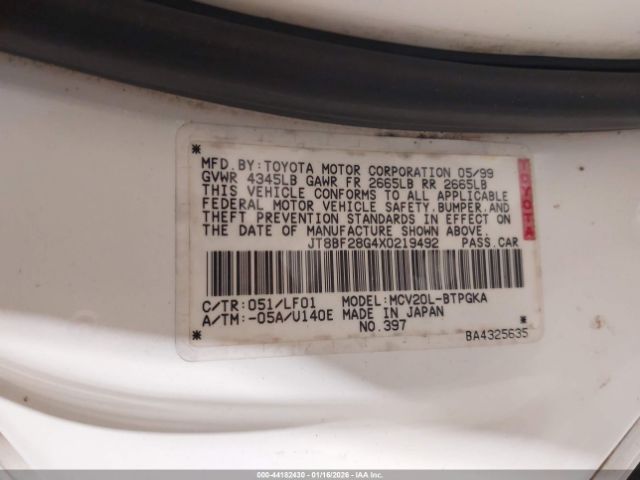 MFD. BY: TOYOTA MOTOR CORPORATION 05/99
GVWR 4345LB GAWR FR 2665LB RR 2665LB
THIS VEHICLE CONFORMS TO ALL APPLICABLE
FEDERAL MOTOR VEHICLE SAFETY, BUMPER, AND
THEFT PREVENTION STANDARDS IN EFFECT ON
THE DATE OF MANUFACTURE SHOWN ABOVE.
JT8BF28G4X0219492 PASS. CAR
TOYOTA
C/TR: 051/LF01 MODEL: MCV20L-BTPGKA
A/TM: -05A/U140E MADE IN JAPAN
NO. 397
BA4325635
000-44182430 - 01/16/2026 - IAA, Inc.